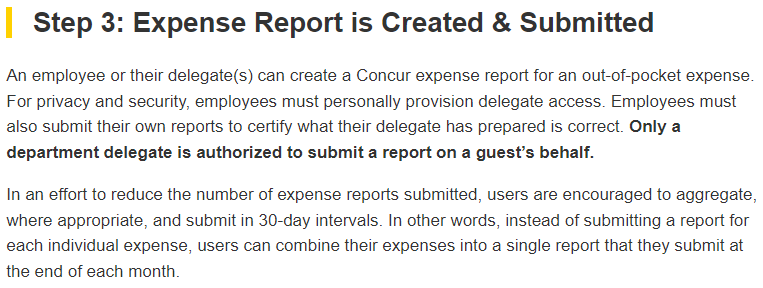 Step 3: Expense Report is Created & Submitted
An employee or their delegate(s) can create a Concur expense report for an out-of-pocket expense.
For privacy and security, employees must personally provision delegate access. Employees must
also submit their own reports to certify what their delegate has prepared is correct. Only a
department delegate is authorized to submit a report on a guest’s behalf.
In an effort to reduce the number of expense reports submitted, users are encouraged to aggregate,
where appropriate, and submit in 30-day intervals. In other words, instead of submitting a report for
each individual expense, users can combine their expenses into a single report that they submit at
the end of each month.